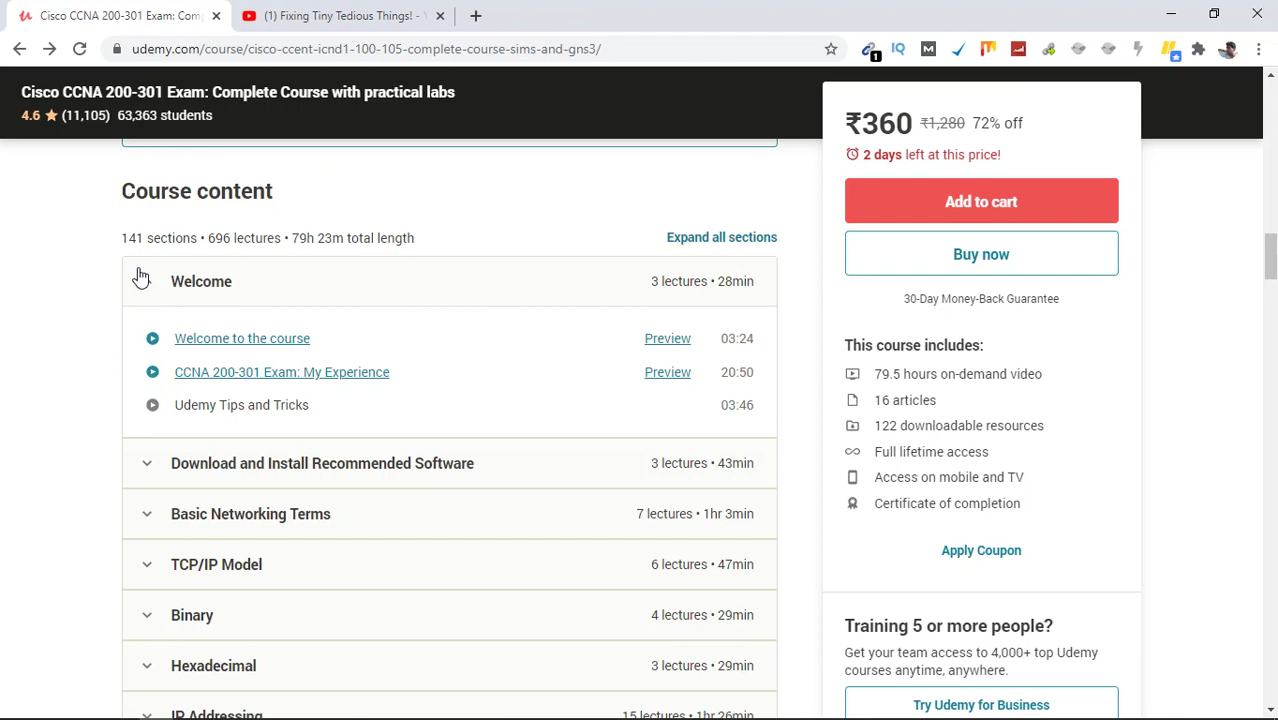 Cisco CCNA 200-301 Exam: Comp
(1) Fixing Tiny Tedious Things! -
udemy.com/course/cisco-ccent-icnd1-100-105-complete-course-sims-and-gns3/
1
IQ
M
Cisco CCNA 200-301 Exam: Complete Course with practical labs
4.6 ★ (11,105) 63,363 students
₹360 ₹1,280 72% off
2 days left at this price!
Add to cart
Buy now
30-Day Money-Back Guarantee
This course includes:
79.5 hours on-demand video
16 articles
122 downloadable resources
Full lifetime access
Access on mobile and TV
Certificate of completion
Apply Coupon
Training 5 or more people?
Get your team access to 4,000+ top Udemy
courses anytime, anywhere.
Try Udemy for Business
Course content
141 sections • 696 lectures • 79h 23m total length Expand all sections
Welcome 3 lectures • 28min
Welcome to the course Preview 03:24
CCNA 200-301 Exam: My Experience Preview 20:50
Udemy Tips and Tricks 03:46
Download and Install Recommended Software 3 lectures • 43min
Basic Networking Terms 7 lectures • 1hr 3min
TCP/IP Model 6 lectures • 47min
Binary 4 lectures • 29min
Hexadecimal 3 lectures • 29min
IP Addressing 15 lectures • 1hr 26min